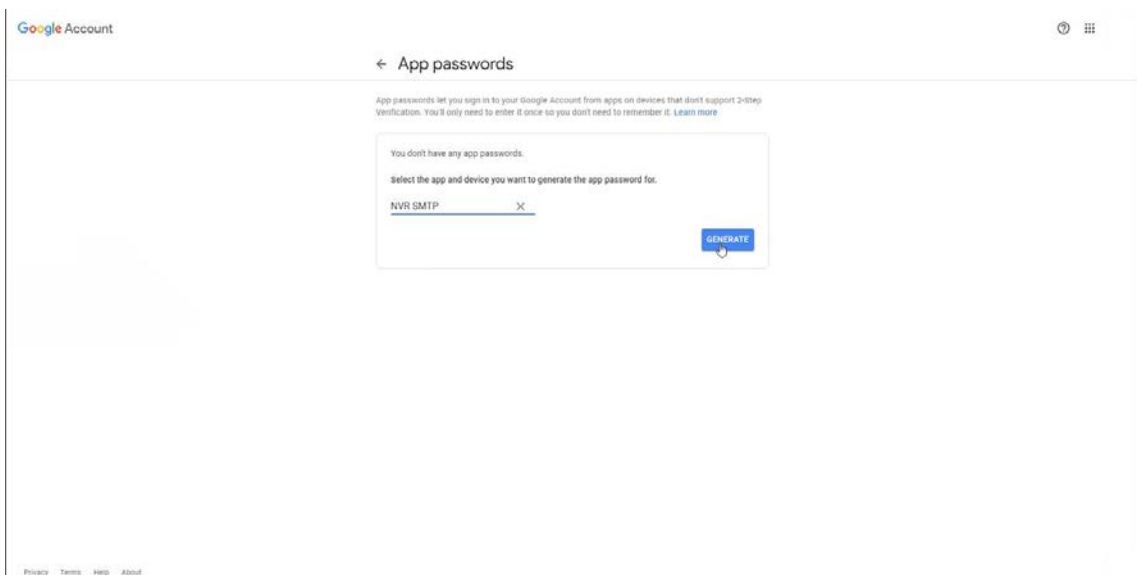 Google Account
App passwords
App passwords let you sign in to your Google Account from apps on devices that don't support 2-Step
Verification. You'll only need to enter it once so you don't need to remember it. Learn more
You don't have any app passwords.
Select the app and device you want to generate the app password for.
NVR SMTP
GENERATE
Privacy Terms Help About